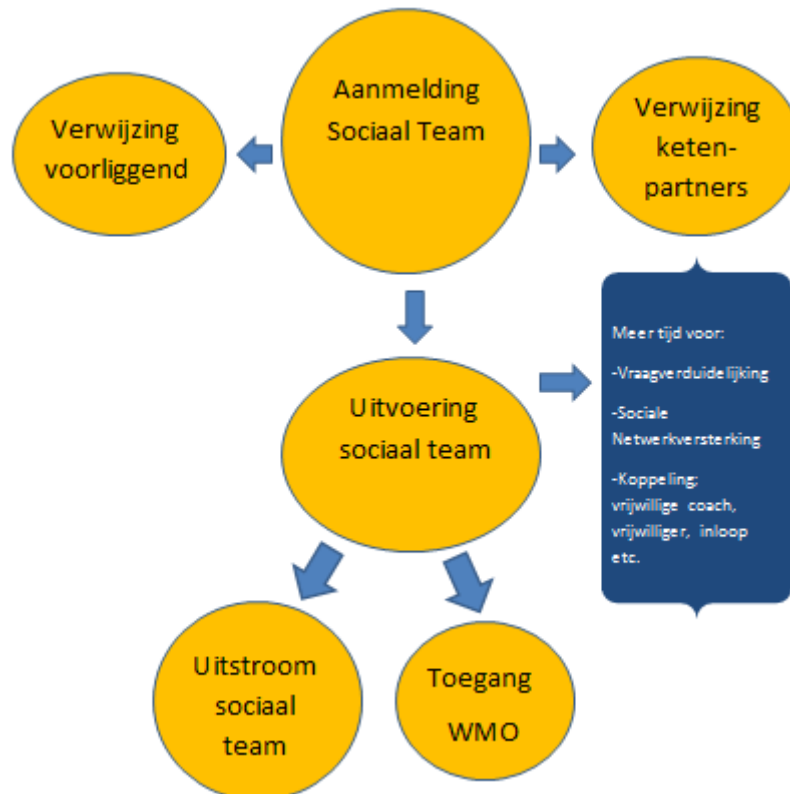 Aanmelding
Sociaal Team
Verwijzing
voorliggend
Verwijzing
keten-
partners
Meer tijd voor:
-Vraagverduidelijking
-Sociale
Netwerkversterking
-Koppeling;
vrijwillige coach,
vrijwilliger, inloop
etc.
Uitvoering
sociaal team
Uitstroom
sociaal
team
Toegang
WMO